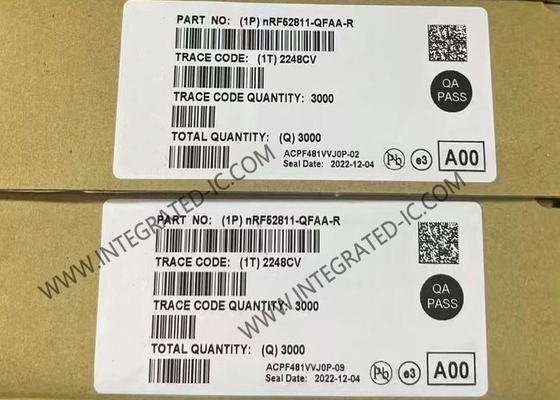 PART NO: (1P) nRF52811-QFAA-R
TRACE CODE: (1T) 2248CV
QA
PASS
TRACE CODE QUANTITY: 3000
TOTAL QUANTITY: (Q) 3000
ACPF481VVJ0P-02
Seal Date: 2022-12-04
Pb
e3
A00
PART NO: (1P) nRF52811-QFAA-R
TRACE CODE: (1T) 2248CV
QA
PASS
TRACE CODE QUANTITY: 3000
TOTAL QUANTITY: (Q) 3000
ACPF481VVJ0P-09
Seal Date: 2022-12-04
Pb
e3
A00
WWW.INTEGRATED-IC.COM
WWW.INTEGRATED-IC.COM